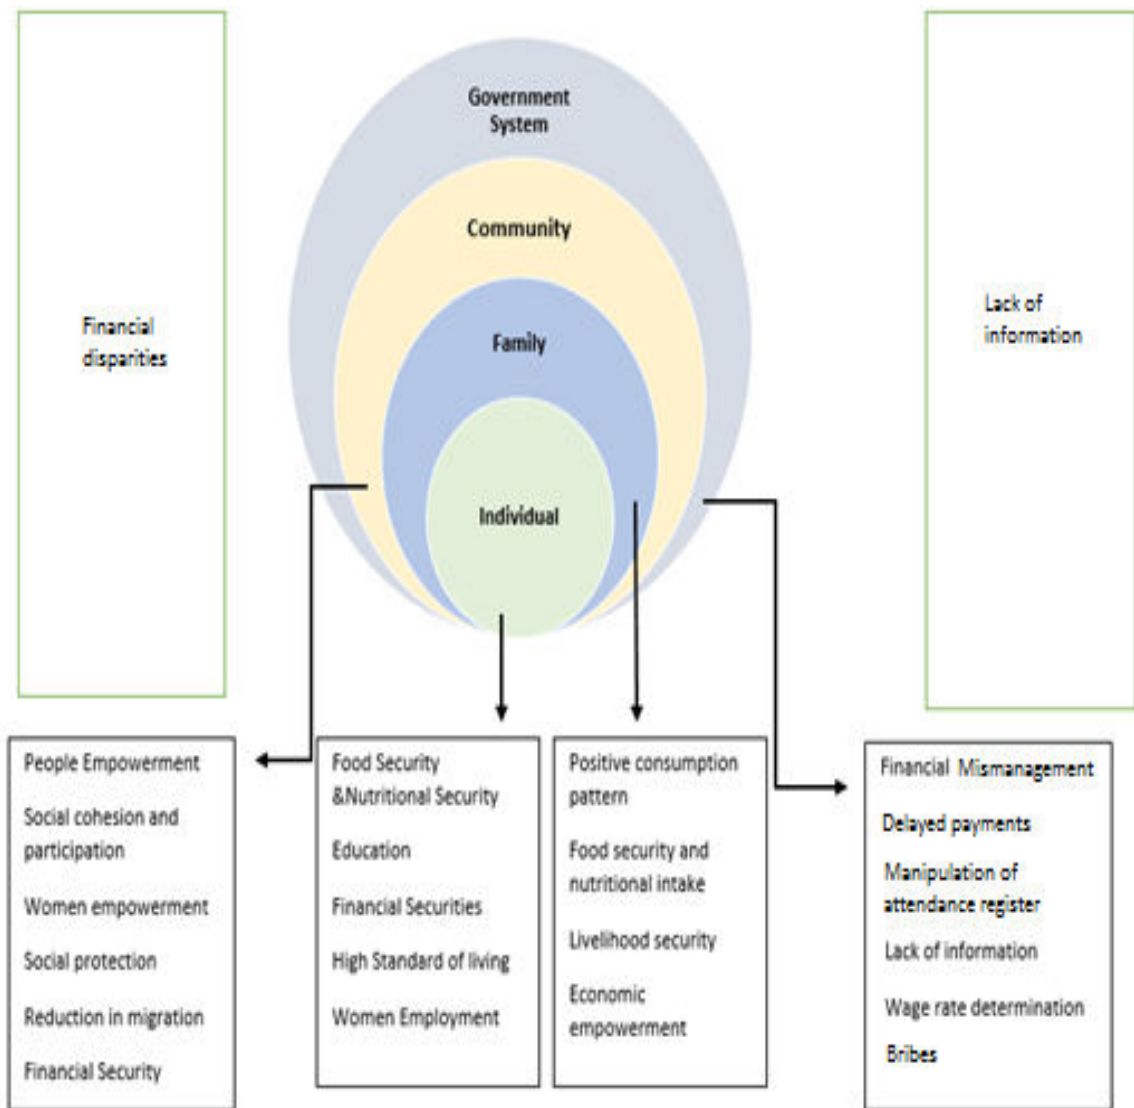 Government
System
Community
Family
Individual
Financial
disparities
Lack of
information
People Empowerment
Social cohesion and
participation
Women empowerment
Social protection
Reduction in migration
Financial Security
Food Security
&Nutritional Security
Education
Financial Securities
High Standard of living
Women Employment
Positive consumption
pattern
Food security and
nutritional intake
Livelihood security
Economic
empowerment
Financial Mismanagement
Delayed payments
Manipulation of
attendance register
Lack of information
Wage rate determination
Bribes